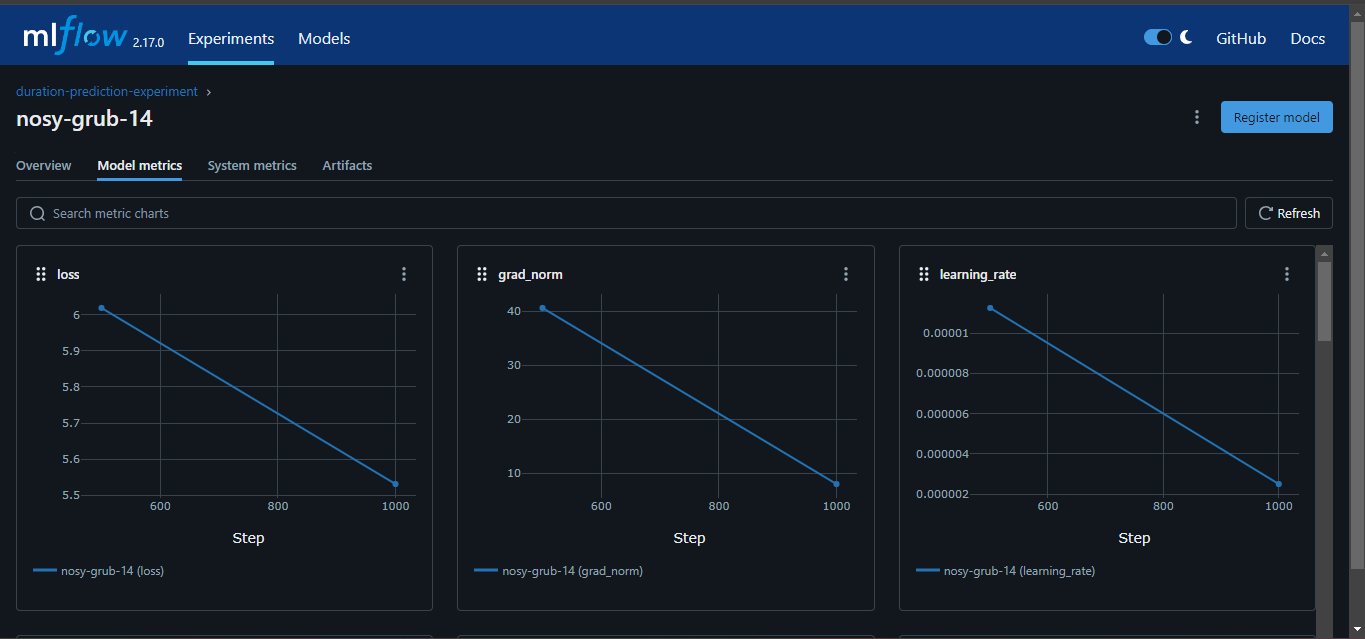 mlflow 2.17.0 Experiments Models GitHub Docs
duration-prediction-experiment ›
nosy-grub-14
Register model
Overview Model metrics System metrics Artifacts
Search metric charts Refresh
loss
6
5.9
5.8
5.7
5.6
5.5
600 800 1000
Step
nosy-grub-14 (loss)
grad_norm
40
30
20
10
600 800 1000
Step
nosy-grub-14 (grad_norm)
learning_rate
0.00001
0.000008
0.000006
0.000004
0.000002
600 800 1000
Step
nosy-grub-14 (learning_rate)